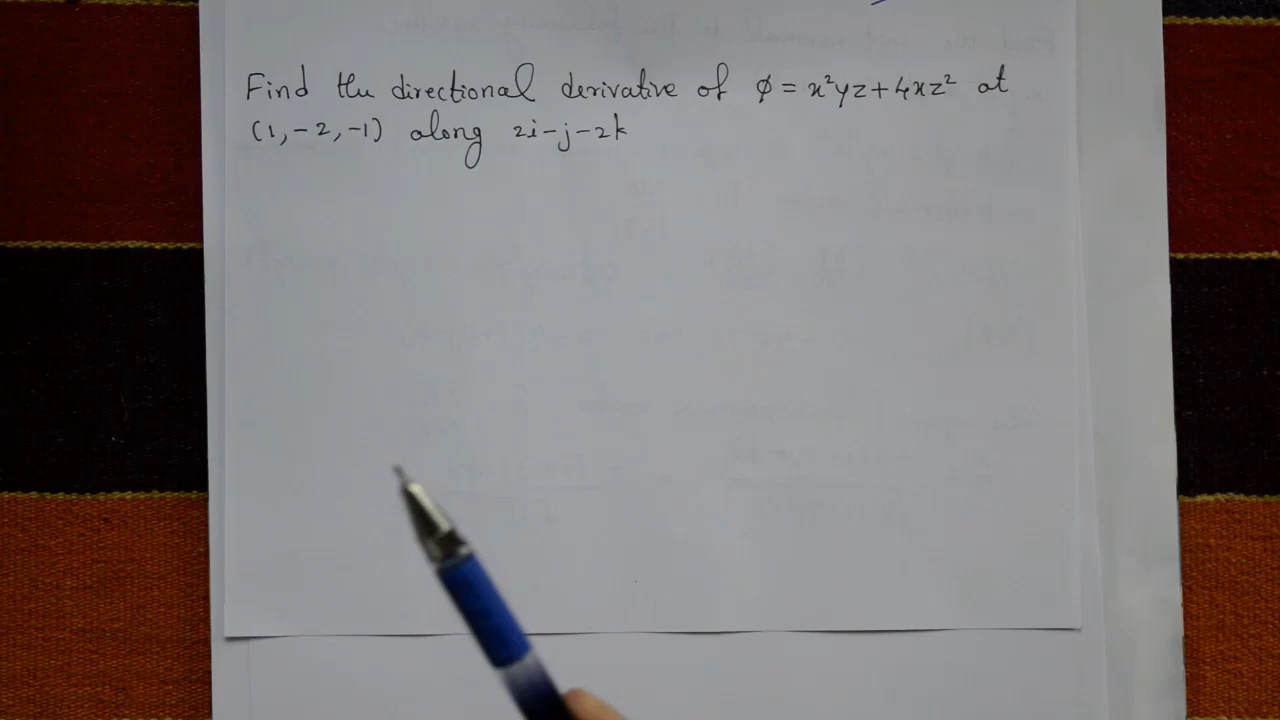 Find the directional derivative of ϕ = x²yz+4xz² at
(1,-2,-1) along 2i-j-2k